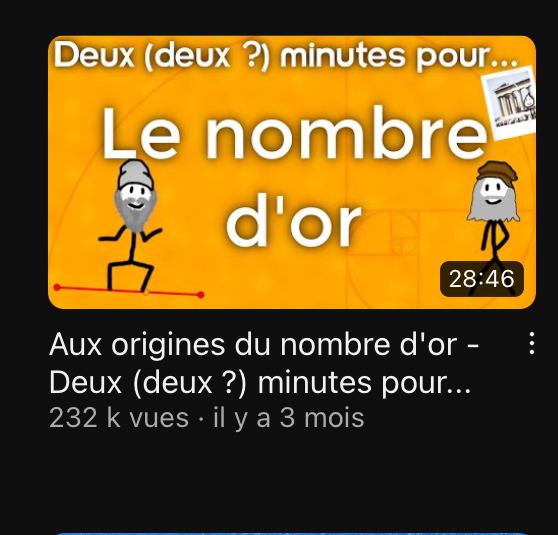 Deux (deux ?) minutes pour...
Le nombre
d'or
28:46
Aux origines du nombre d'or -
Deux (deux ?) minutes pour...
232 k vues · il y a 3 mois